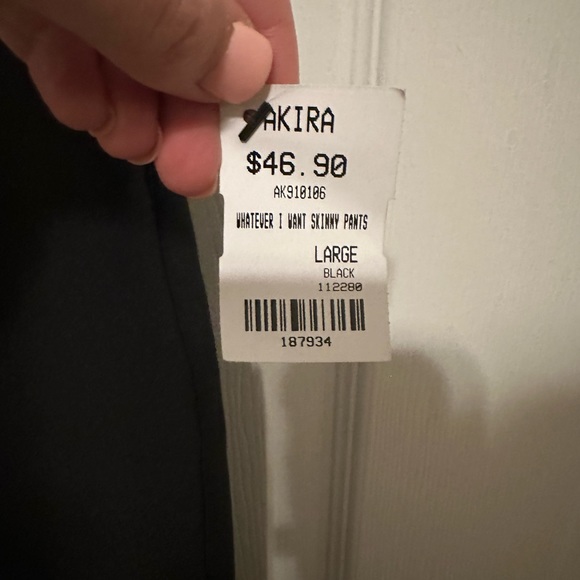 AKIRA
$46.90
AK910106
WHATEVER I WANT SKINNY PANTS
LARGE
BLACK
112280
187934